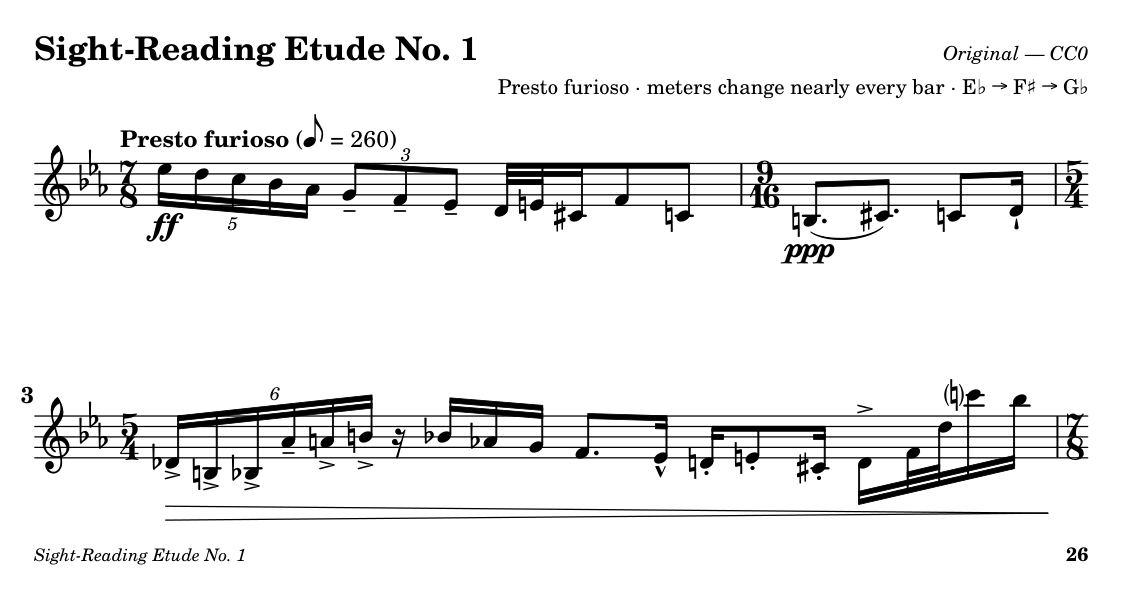 Sight-Reading Etude No. 1
Original — CC0
Presto furioso · meters change nearly every bar · E♭ → F♯ → G♭
Presto furioso (♪ = 260)
3
7 8 9 16 5 4
ff 5 ppp
3
6
5 4 7 8
Sight-Reading Etude No. 1 26